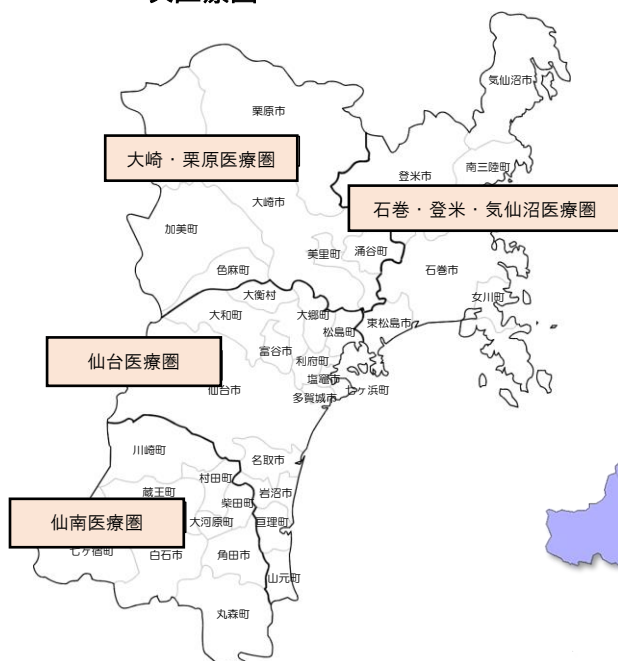 医療圏
気仙沼市
栗原市
登米市
南三陸町
大崎・栗原医療圏
大崎市
石巻・登米・気仙沼医療圏
加美町
美里町
涌谷町
石巻市
色麻町
女川町
大衡村
大和町
大郷町
松島町
東松島市
富谷市
利府町
仙台医療圏
塩竈市
仙台市
七ヶ浜町
多賀城市
川崎町
名取市
村田町
蔵王町
岩沼市
柴田町
仙南医療圏
大河原町
亘理町
七ヶ宿町
白石市
角田市
山元町
丸森町